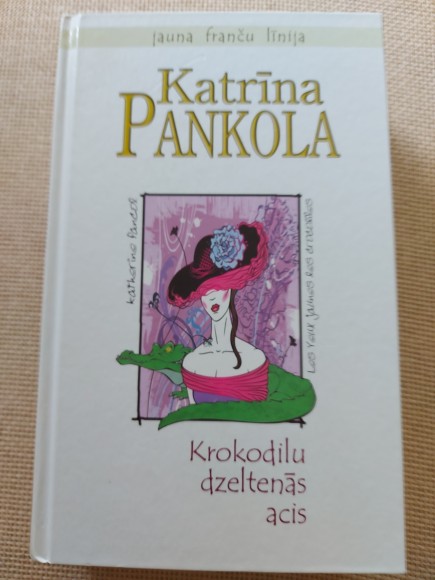 jauna franču līnija
Katrīna
PANKOLA
Katherine Pancol
Les Yeux jaunes des crocodiles
Krokodilu
dzeltenās
acis